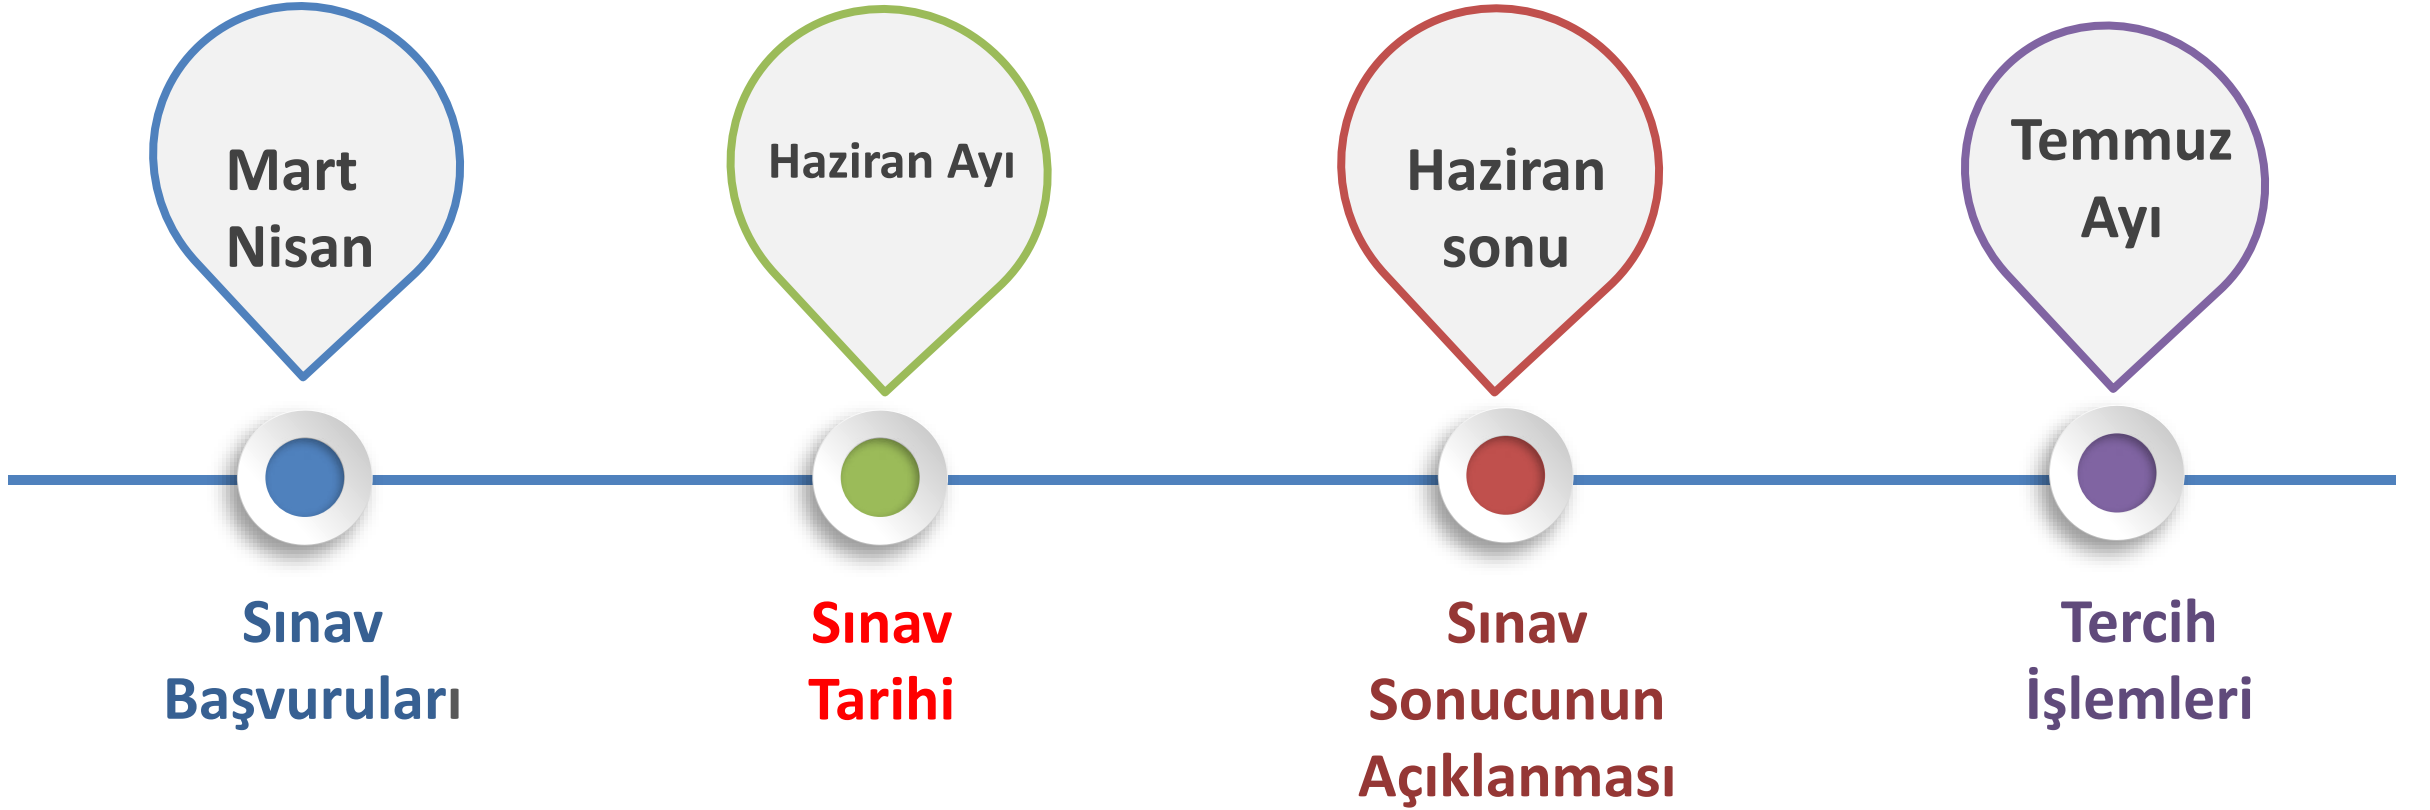 Mart
Nisan
Haziran Ayı
Haziran
sonu
Temmuz
Ayı
Sınav
Başvuruları
Sınav
Tarihi
Sınav
Sonucunun
Açıklanması
Tercih
İşlemleri